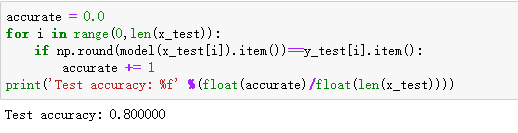 accurate = 0.0
for i in range(0,len(x_test)):
    if np.round(model(x_test[i]).item())==y_test[i].item():
        accurate += 1
print('Test accuracy: %f' %(float(accurate)/float(len(x_test))))
Test accuracy: 0.800000